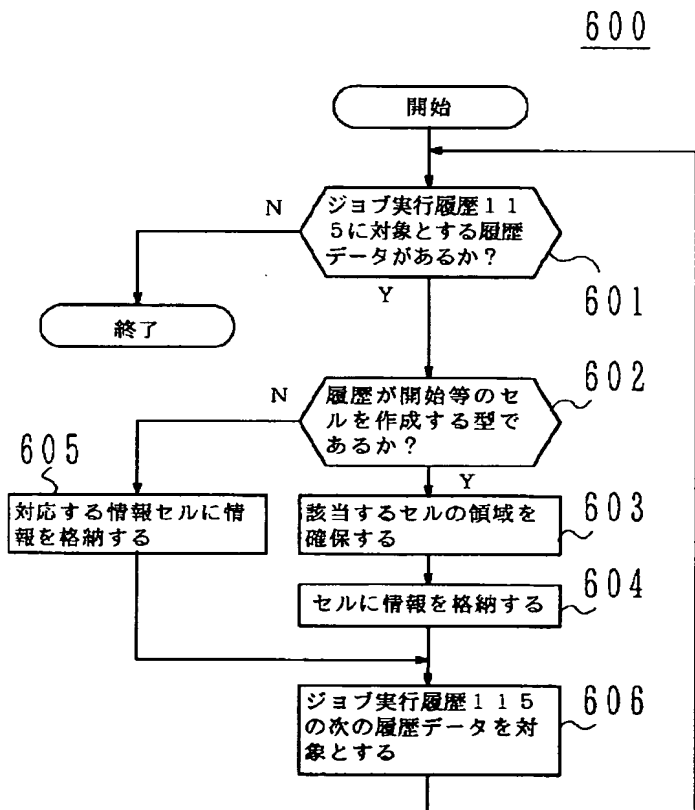 600
開始
N
ジョブ実行履歴11
5に対象とする履歴
データがあるか?
601
Y
終了
602
N
履歴が開始等のセ
ルを作成する型で
あるか?
605
Y
対応する情報セルに情
報を格納する
該当するセルの領域を
確保する
603
セルに情報を格納する
604
ジョブ実行履歴115
の次の履歴データを対
象とする
606